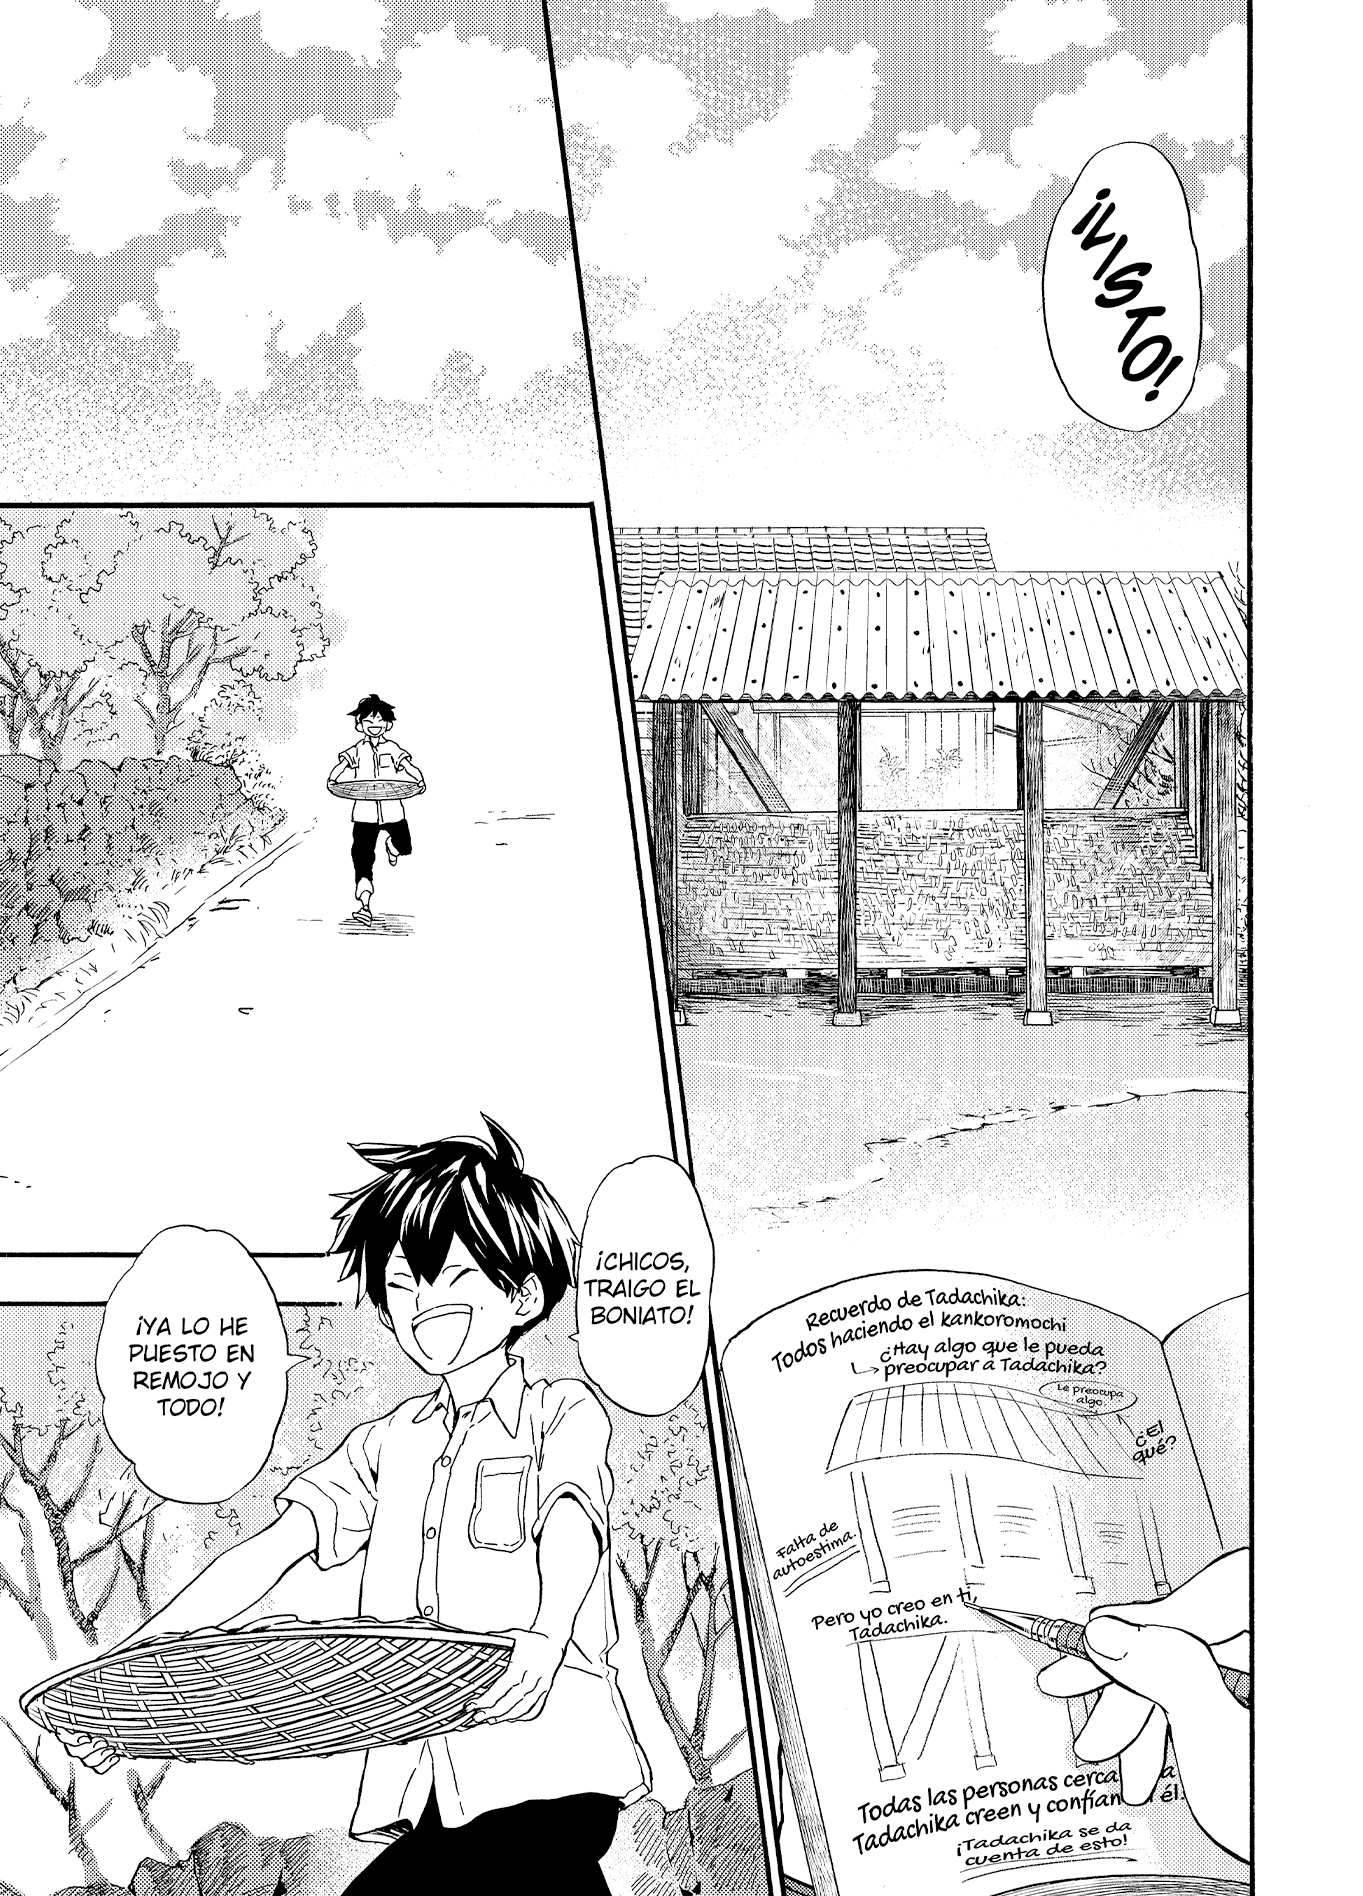 ¡LISTO!
Recuerdo de Tadachika:
Todos haciendo el kankoromochi
¿Hay algo que le pueda
preocupar a Tadachika?
Le preocupa
algo.
¿El
qué?
Falta de
autoestima.
Pero yo creo en ti,
Tadachika.
Todas las personas cerca
Tadachika creen y confían él.
¡Tadachika se da
cuenta de esto!
¡CHICOS,
TRAIGO EL
BONIATO!
¡YA LO HE
PUESTO EN
REMOJO Y
TODO!